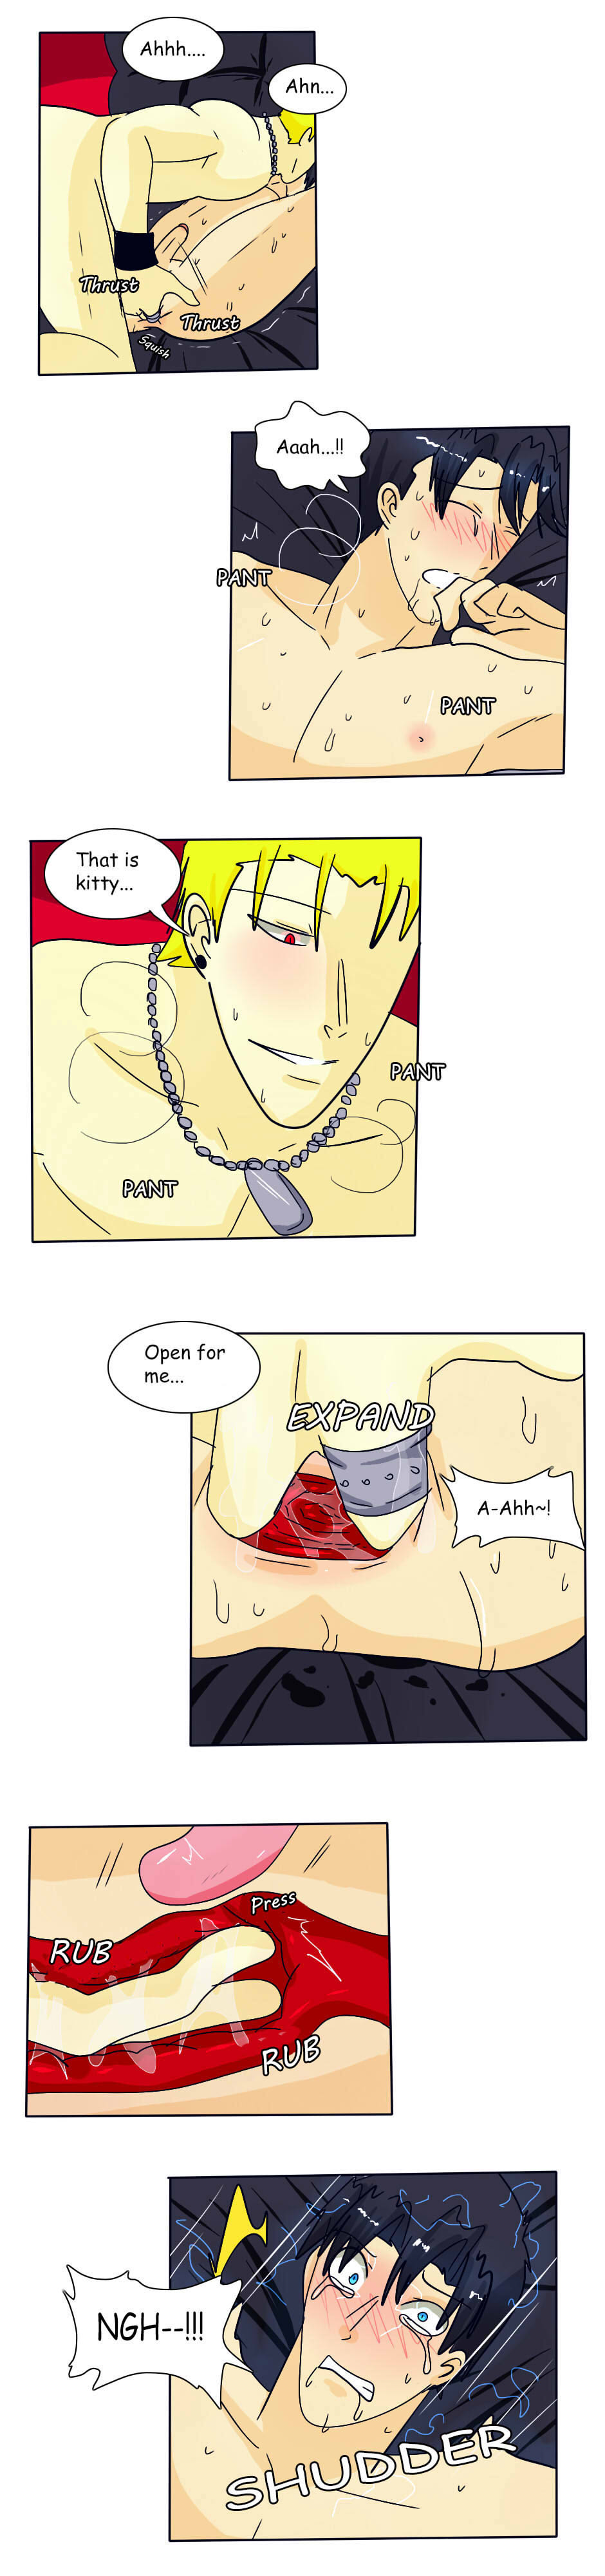 Ahhh....
Ahn...
Thrust
Thrust
Squish
Aaah...!!
PANT
PANT
That is
kitty...
PANT
PANT
Open for
me...
EXPAND
A-Ahh~!
Press
RUB
RUB
NGH--!!!
SHUDDER